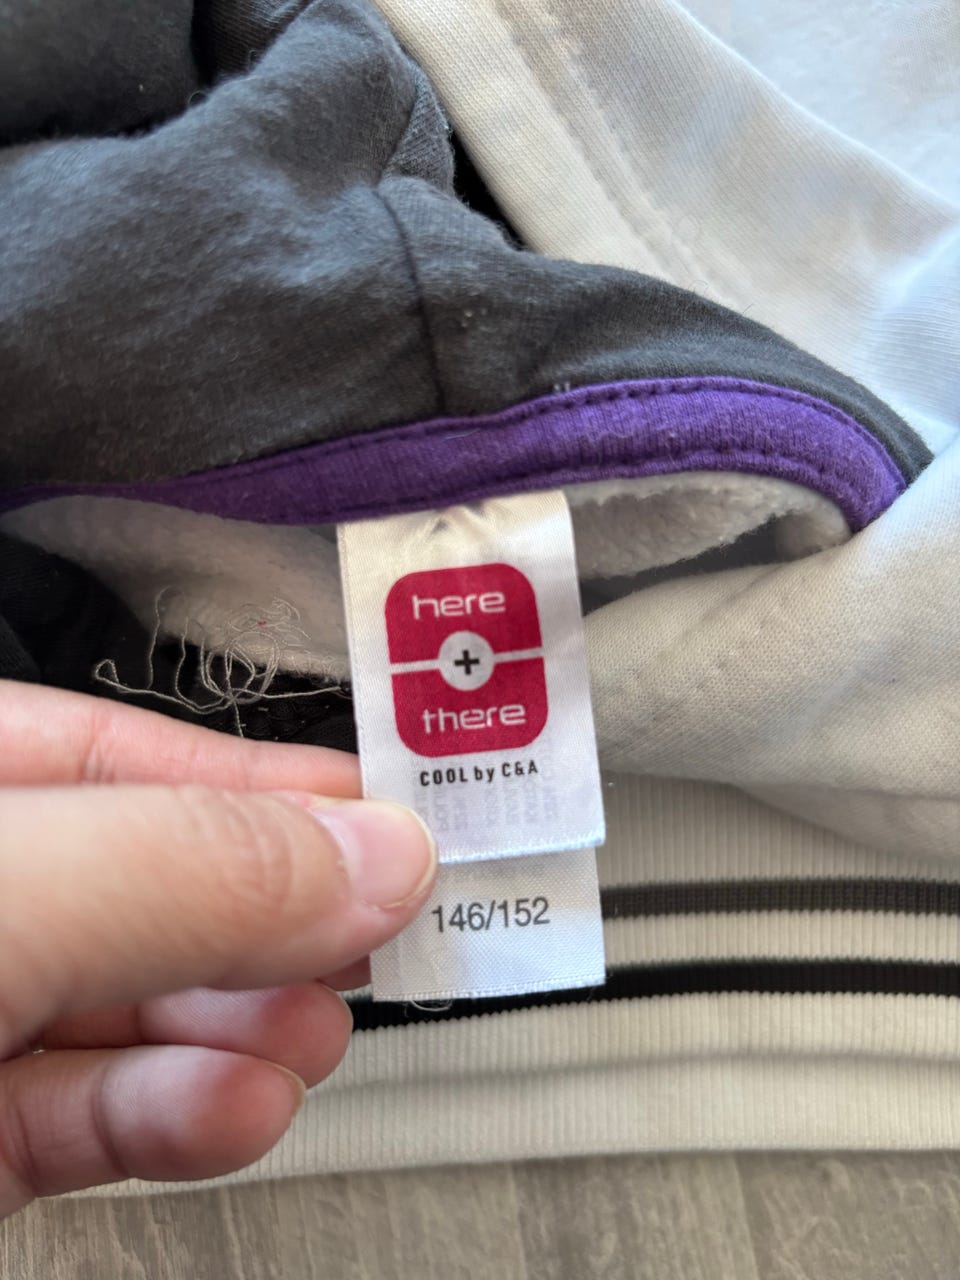 here
+
there
COOL by C&A
146/152